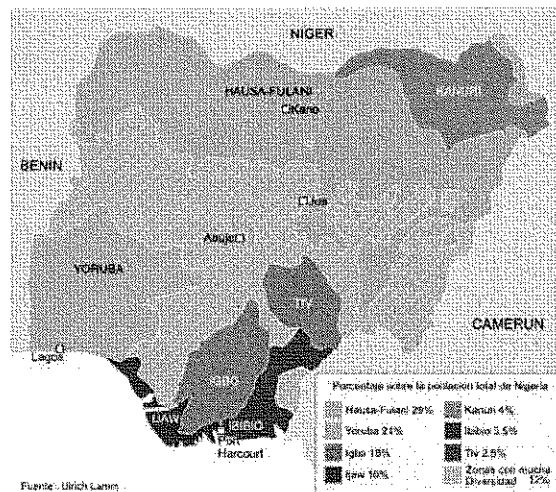 NIGER
HAUSA-FULANI
Kano
KANURI
BENIN
Jos
Abuja
YORUBA
TIV
CAMERUN
Lagos
IGBO
IJAW
IBIBIO
Port
Harcourt
Porcentaje sobre la población total de Nigeria
Hausa-Fulani 29%
Kanuri 4%
Yoruba 21%
Ibibio 3.5%
Igbo 18%
Tiv 2.5%
Ijaw 10%
Zonas con mucha
Diversidad 12%
Fuente - Ulrich Lamm